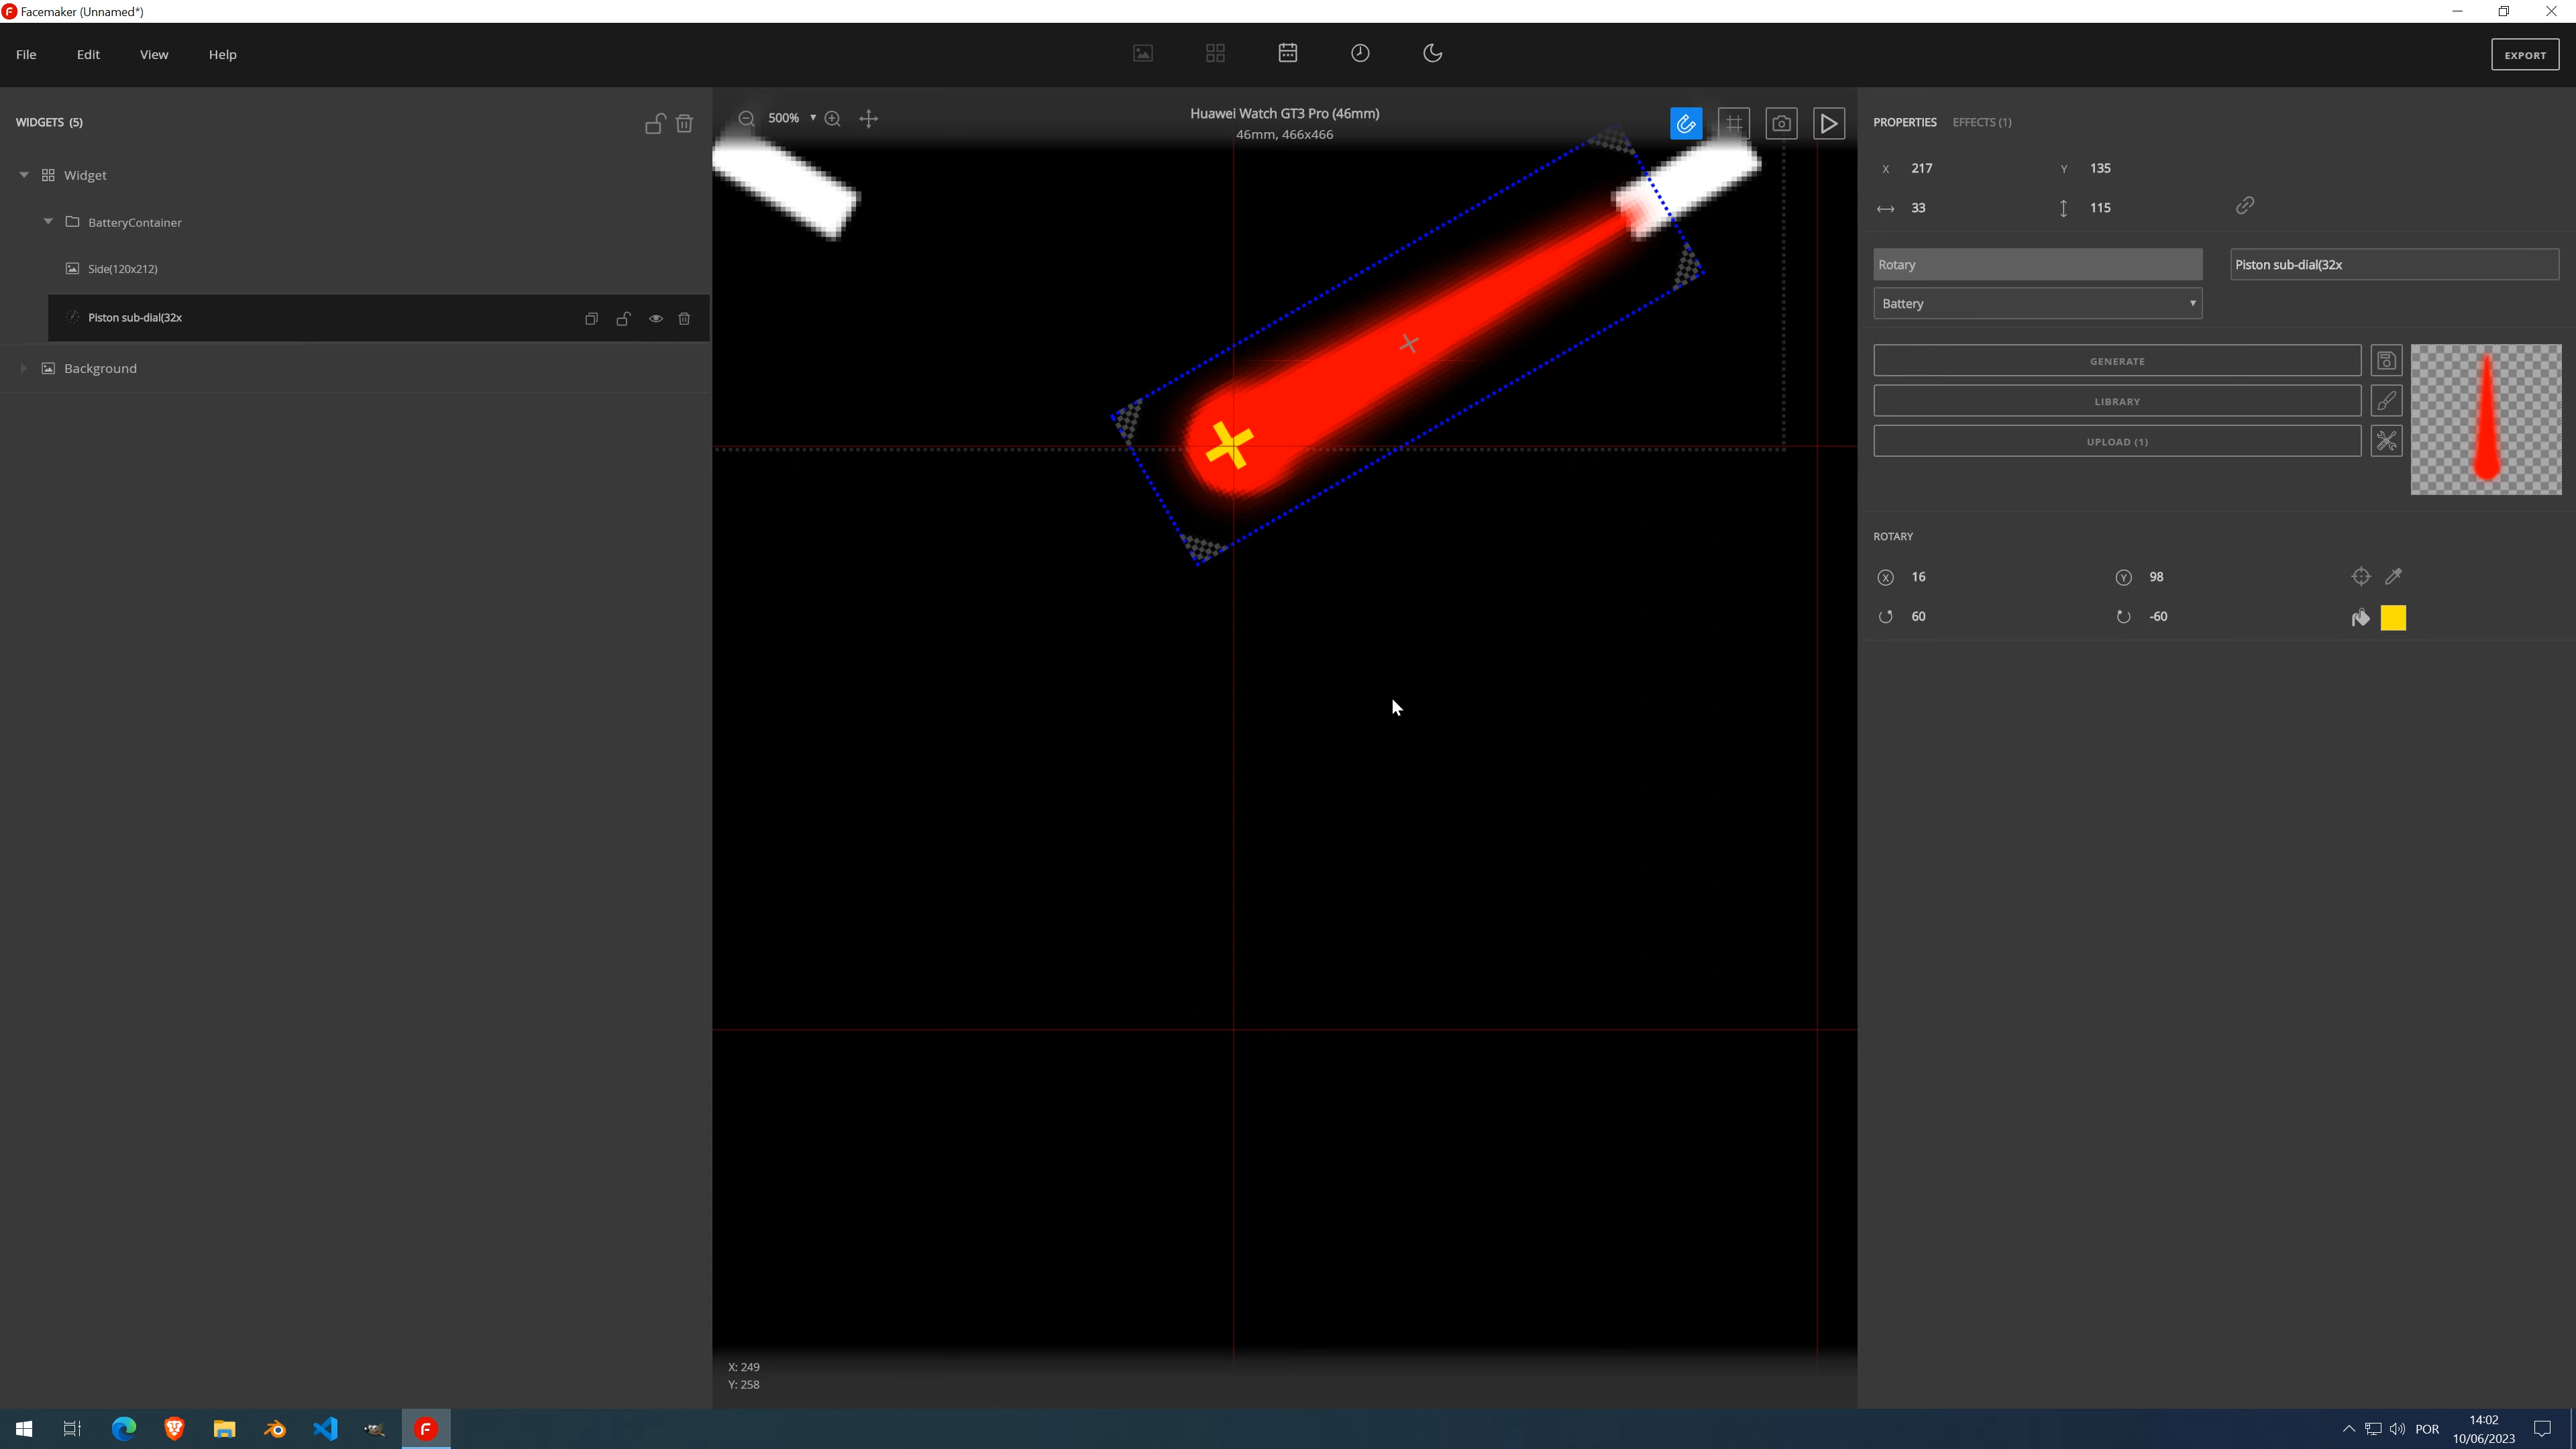 Facemaker (Unnamed*)
File Edit View Help
EXPORT
WIDGETS (5)
Widget
BatteryContainer
Side(120x212)
Piston sub-dial(32x
Background
500%
Huawei Watch GT3 Pro (46mm)
46mm, 466x466
X: 249
Y: 258
PROPERTIES EFFECTS (1)
X 217 Y 135
33 115
Rotary Piston sub-dial(32x
Battery
GENERATE
LIBRARY
UPLOAD (1)
ROTARY
X 16 Y 98
60 -60
POR
14:02
10/06/2023